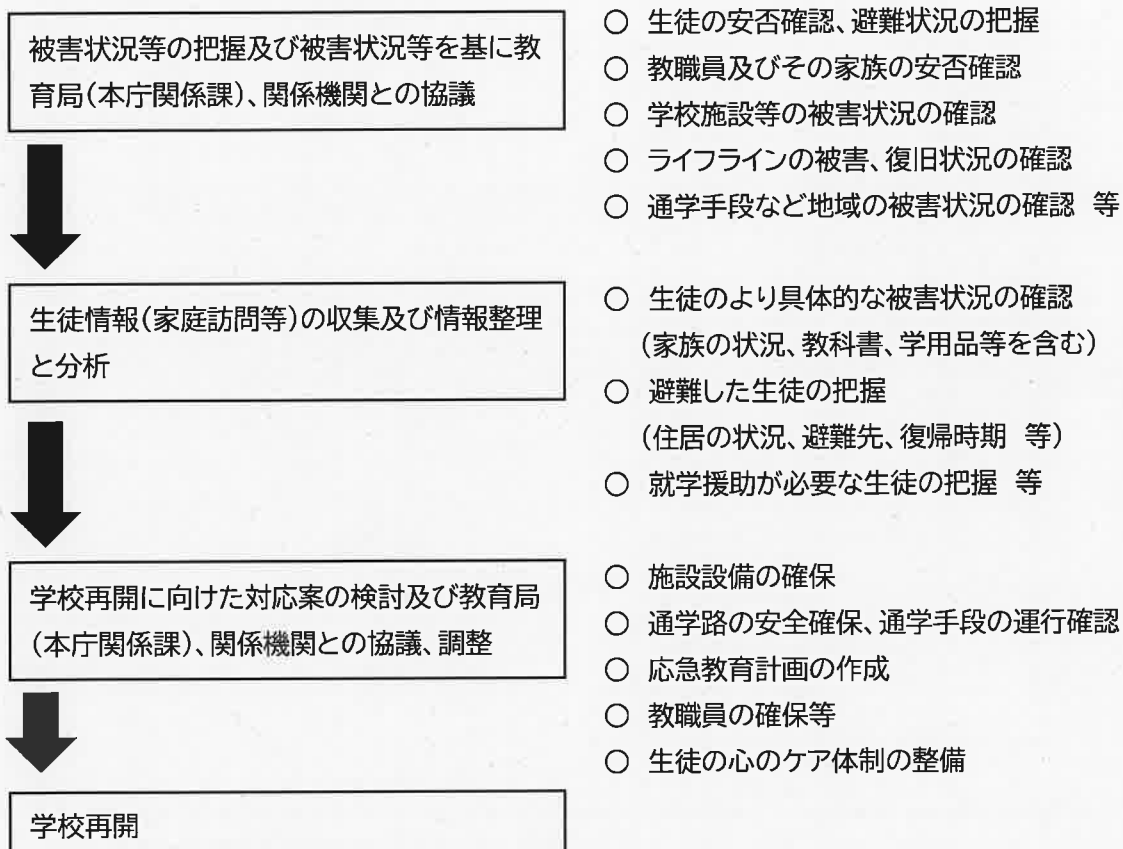 被害状況等の把握及び被害状況等を基に教
育局(本庁関係課)、関係機関との協議
○ 生徒の安否確認、避難状況の把握
○ 教職員及びその家族の安否確認
○ 学校施設等の被害状況の確認
○ ライフラインの被害、復旧状況の確認
○ 通学手段など地域の被害状況の確認 等
生徒情報(家庭訪問等)の収集及び情報整理
と分析
○ 生徒のより具体的な被害状況の確認
(家族の状況、教科書、学用品等を含む)
○ 避難した生徒の把握
(住居の状況、避難先、復帰時期 等)
○ 就学援助が必要な生徒の把握 等
学校再開に向けた対応案の検討及び教育局
(本庁関係課)、関係機関との協議、調整
○ 施設設備の確保
○ 通学路の安全確保、通学手段の運行確認
○ 応急教育計画の作成
○ 教職員の確保等
○ 生徒の心のケア体制の整備
学校再開